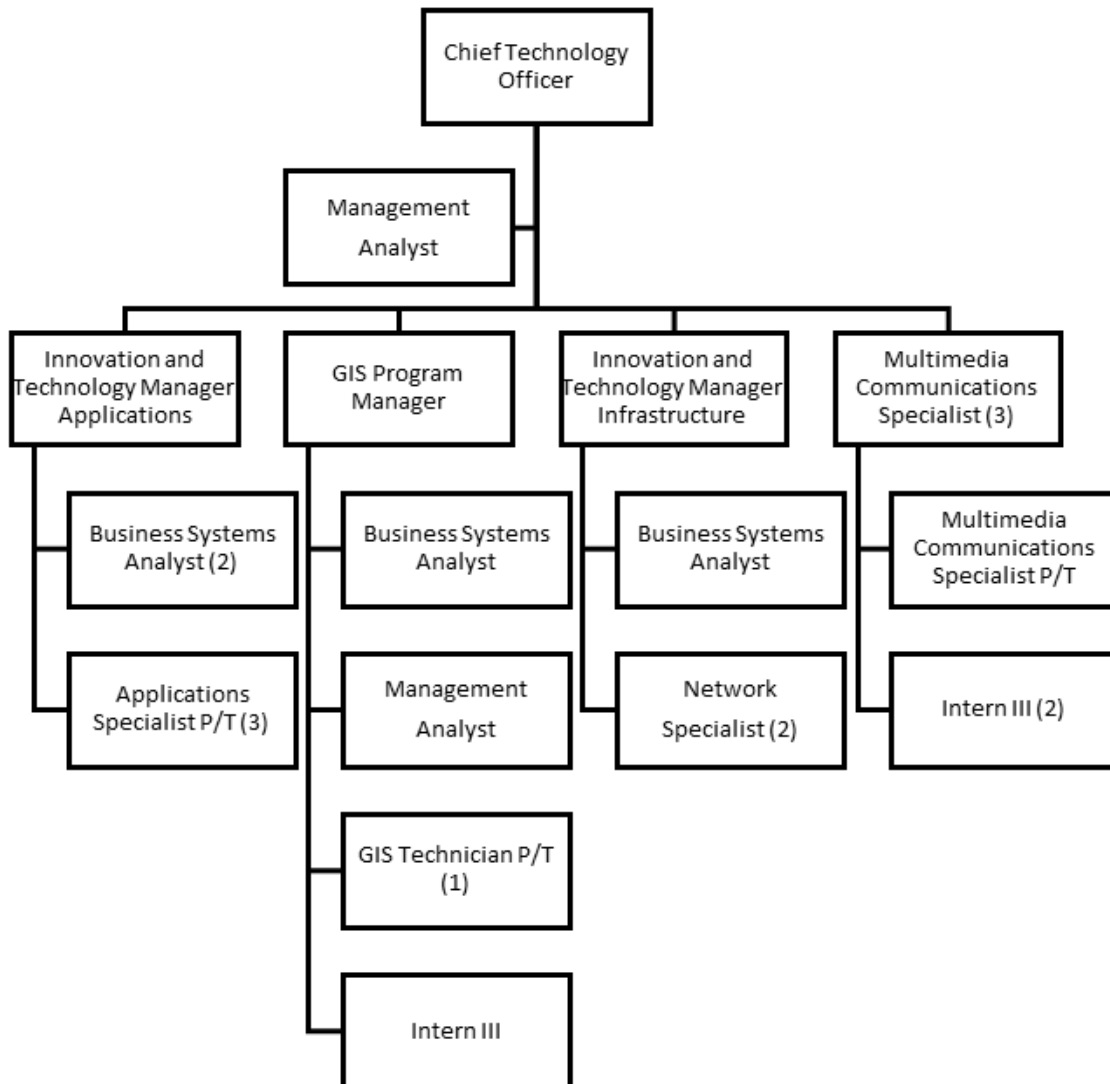 Chief Technology
Officer
Management
Analyst
Innovation and
Technology Manager
Applications
GIS Program
Manager
Innovation and
Technology Manager
Infrastructure
Multimedia
Communications
Specialist (3)
Business Systems
Analyst (2)
Business Systems
Analyst
Business Systems
Analyst
Multimedia
Communications
Specialist P/T
Applications
Specialist P/T (3)
Management
Analyst
Network
Specialist (2)
Intern III (2)
GIS Technician P/T
(1)
Intern III